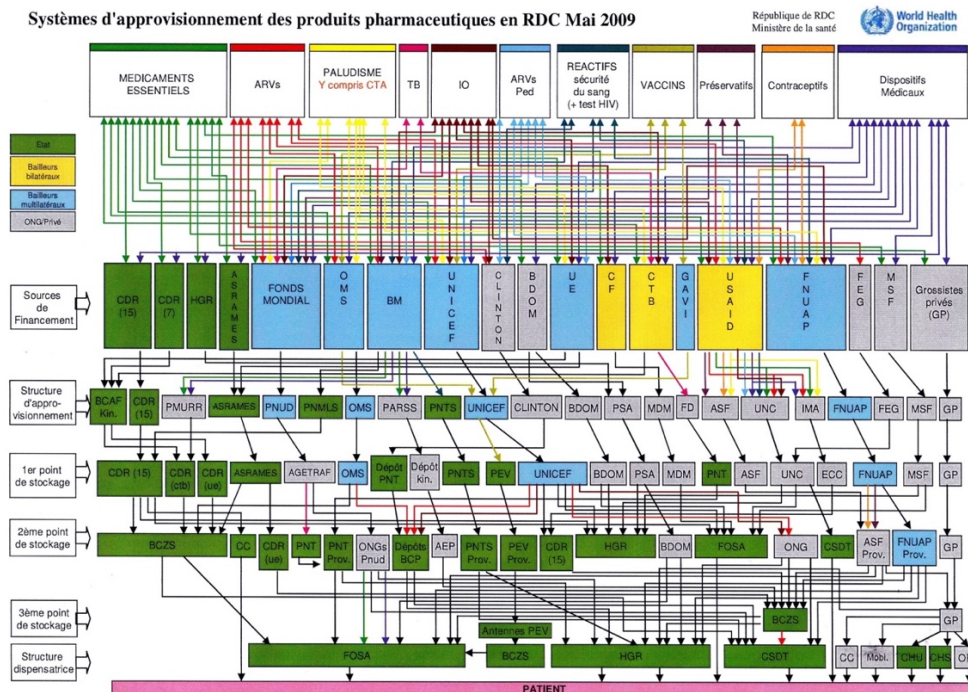 Systèmes d'approvisionnement des produits pharmaceutiques en RDC Mai 2009
République de RDC
Ministère de la santé
World Health
Organization
MEDICAMENTS
ESSENTIELS
ARVs
PALUDISME
Y compris CTA
TB
IO
ARVs
Ped
REACTIFS
sécurité
du sang
(+ test HIV)
VACCINS
Préservatifs
Contraceptifs
Dispositifs
Médicaux
Etat
Bailleurs
bilatéraux
Bailleurs
multilatéraux
ONG/Privé
Sources
de
Financement
CDR
(15)
CDR
(7)
HGR
ASRAMES
FONDS
MONDIAL
OMS
BM
UNICEF
CLINTON
BDOM
UE
CF
CTB
GAVI
USAID
FNUAP
FEG
MSF
Grossistes
privés
(GP)
Structure
d'appro-
visionnement
BCAF
Kin.
CDR
(15)
PMURR
ASRAMES
PNUD
PNMLS
OMS
PARSS
PNTS
UNICEF
CLINTON
BDOM
PSA
MDM
FD
ASF
UNC
IMA
FNUAP
FEG
MSF
GP
1er point
de stockage
CDR (15)
CDR
(ctb)
CDR
(ue)
ASRAMES
AGETRAF
OMS
Dépôt
PNT
Dépôt
kin.
PNTS
PEV
UNICEF
BDOM
PSA
MDM
PNT
ASF
UNC
ECC
FNUAP
MSF
GP
2ème point
de stockage
BCZS
CC
CDR
(ue)
PNT
PNT
Prov.
ONGs
Pnud
Dépôts
BCP
AEP
PNTS
Prov.
PEV
Prov.
CDR
(15)
HGR
BDOM
FOSA
ONG
CSDT
ASF
Prov.
FNUAP
Prov.
GP
3ème point
de stockage
Antennes PEV
BCZS
GP
Structure
dispensatrice
FOSA
BCZS
HGR
CSDT
CC
Mobi.
CHU
CHS
PATIENT